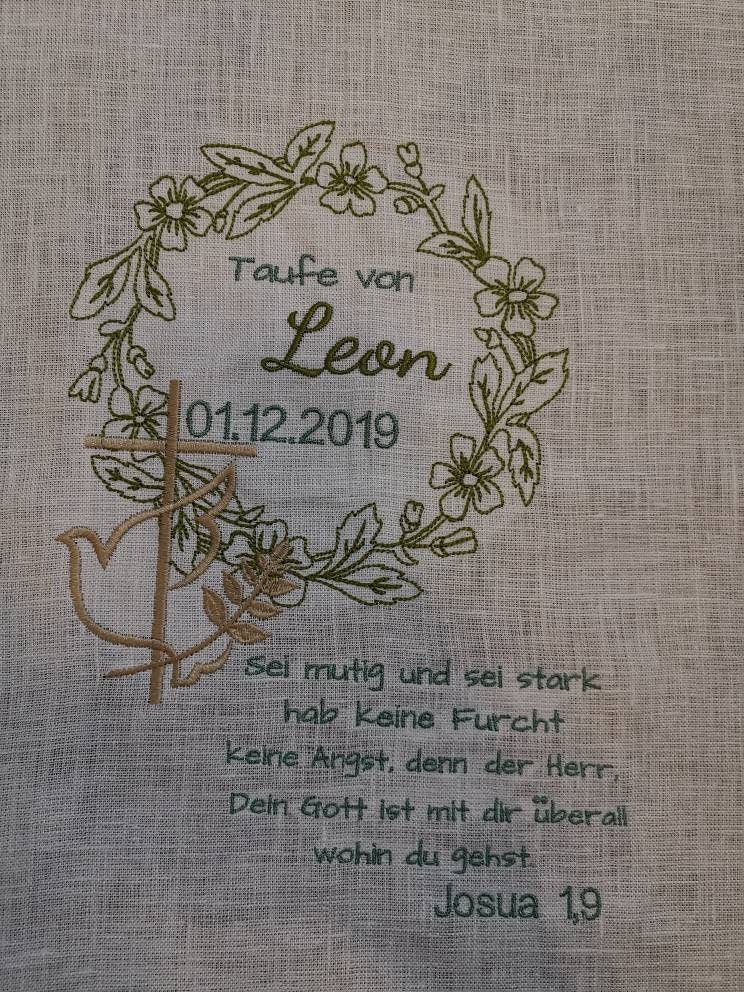 Taufe von
Leon
01.12.2019
Sei mutig und sei stark
hab keine Furcht
keine Angst, denn der Herr,
Dein Gott ist mit dir überall
wohin du gehst.
Josua 1,9